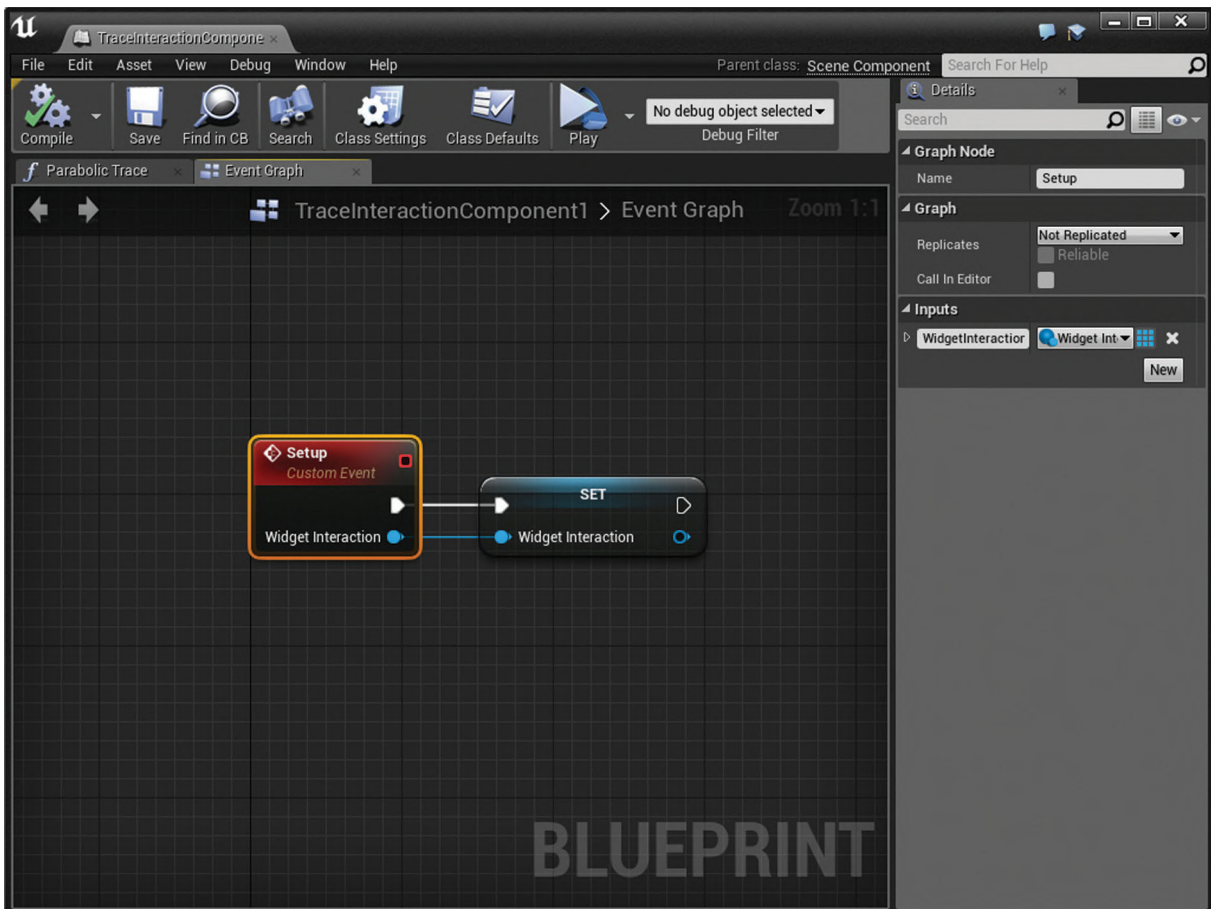 TraceInteractionCompone
File Edit Asset View Debug Window Help
Parent class: Scene Component
Search For Help
Compile
Save
Find in CB
Search
Class Settings
Class Defaults
Play
No debug object selected
Debug Filter
Parabolic Trace
Event Graph
TraceInteractionComponent1 > Event Graph
Zoom 1:1
Setup
Custom Event
Widget Interaction
SET
Widget Interaction
BLUEPRINT
Details
Search
Graph Node
Name Setup
Graph
Replicates Not Replicated
Reliable
Call In Editor
Inputs
WidgetInteraction Widget Int
New